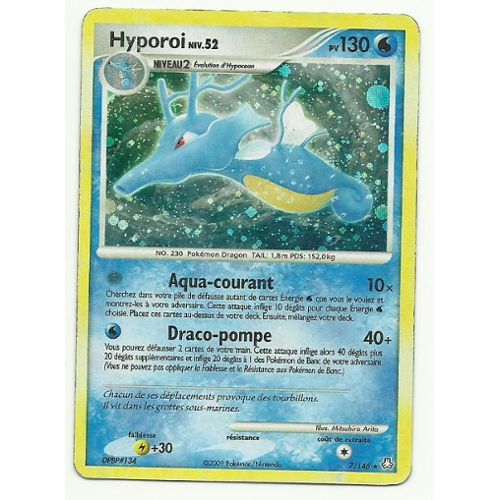 Hyporoi NIV.52
PV 130
NIVEAU 2 Évolution d'Hypocean
NO. 230 Pokémon Dragon TAIL: 1,8m PDS: 152,0kg
Aqua-courant 10×
Cherchez dans votre pile de défausse autant de cartes Énergie que vous le voulez et
montrez-les à votre adversaire. Cette attaque inflige 10 dégâts pour chaque Énergie
choisie. Placez ces cartes au-dessus de votre deck. Ensuite, mélangez votre deck.
Draco-pompe 40+
Vous pouvez défausser 2 cartes de votre main. Cette attaque inflige alors 40 dégâts plus
20 dégâts supplémentaires et inflige 20 dégâts à 1 des Pokémon de Banc de votre adversaire.
(Vous ne pouvez pas appliquer la Faiblesse et la Résistance aux Pokémon de Banc.)
Chacun de ses déplacements provoque des tourbillons.
Il vit dans les grottes sous-marines.
Illus. Mitsuhiro Arita
faiblesse résistance coût de retraite
+30
DPBP#134
©2009 Pokémon/Nintendo
7/146 ★